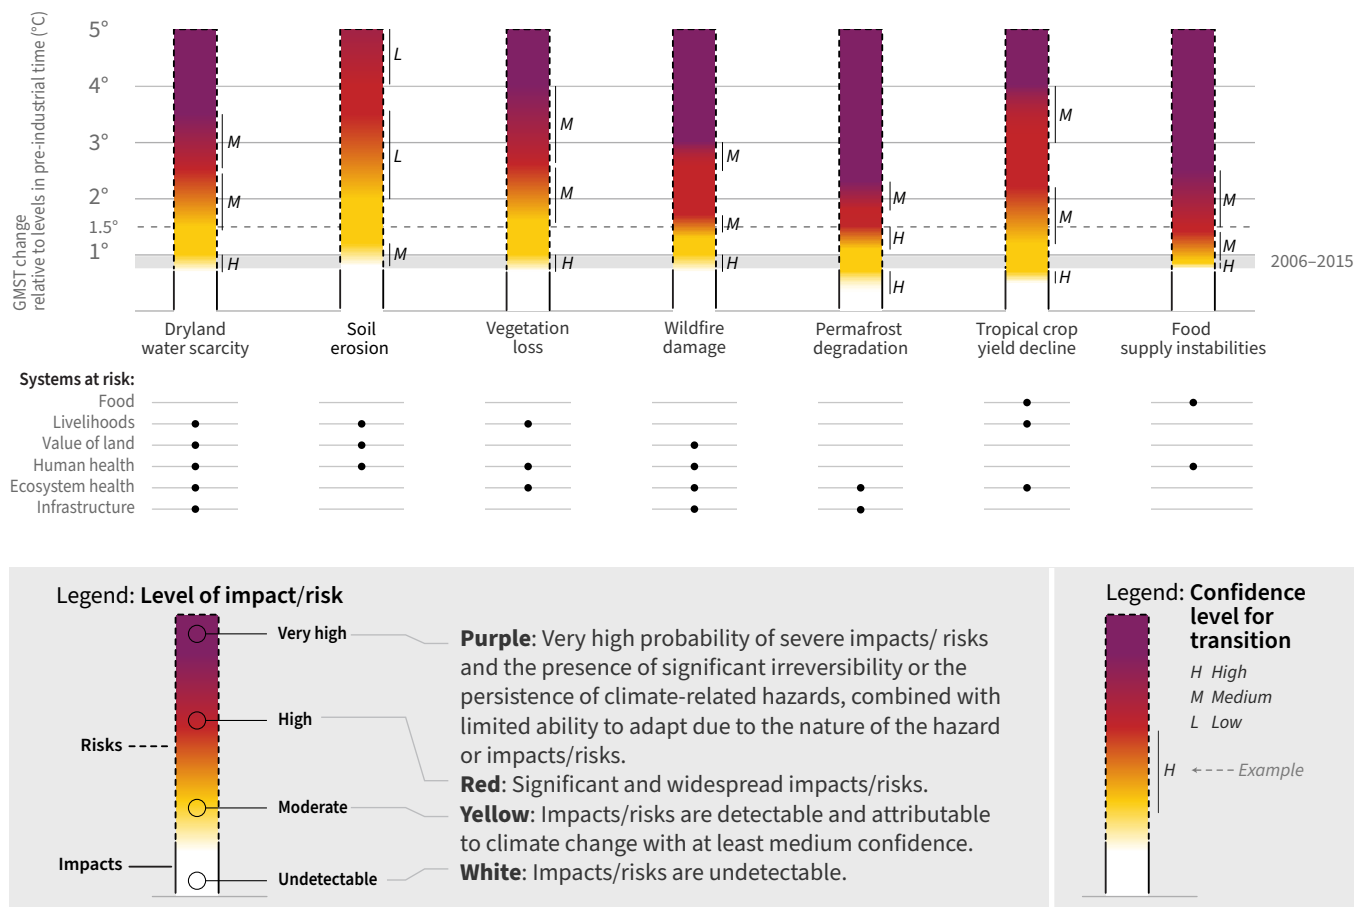 GMST change
relative to levels in pre-industrial time (°C)
5°
4°
3°
2°
1.5°
1°
2006–2015
M
M
H
L
L
M
M
M
H
M
M
H
M
H
H
M
M
H
M
M
H
Dryland
water scarcity
Soil
erosion
Vegetation
loss
Wildfire
damage
Permafrost
degradation
Tropical crop
yield decline
Food
supply instabilities
Systems at risk:
Food
Livelihoods
Value of land
Human health
Ecosystem health
Infrastructure
Legend: Level of impact/risk
Very high
High
Risks
Moderate
Impacts
Undetectable
Purple: Very high probability of severe impacts/ risks
and the presence of significant irreversibility or the
persistence of climate-related hazards, combined with
limited ability to adapt due to the nature of the hazard
or impacts/risks.
Red: Significant and widespread impacts/risks.
Yellow: Impacts/risks are detectable and attributable
to climate change with at least medium confidence.
White: Impacts/risks are undetectable.
Legend: Confidence
level for
transition
H High
M Medium
L Low
H
Example